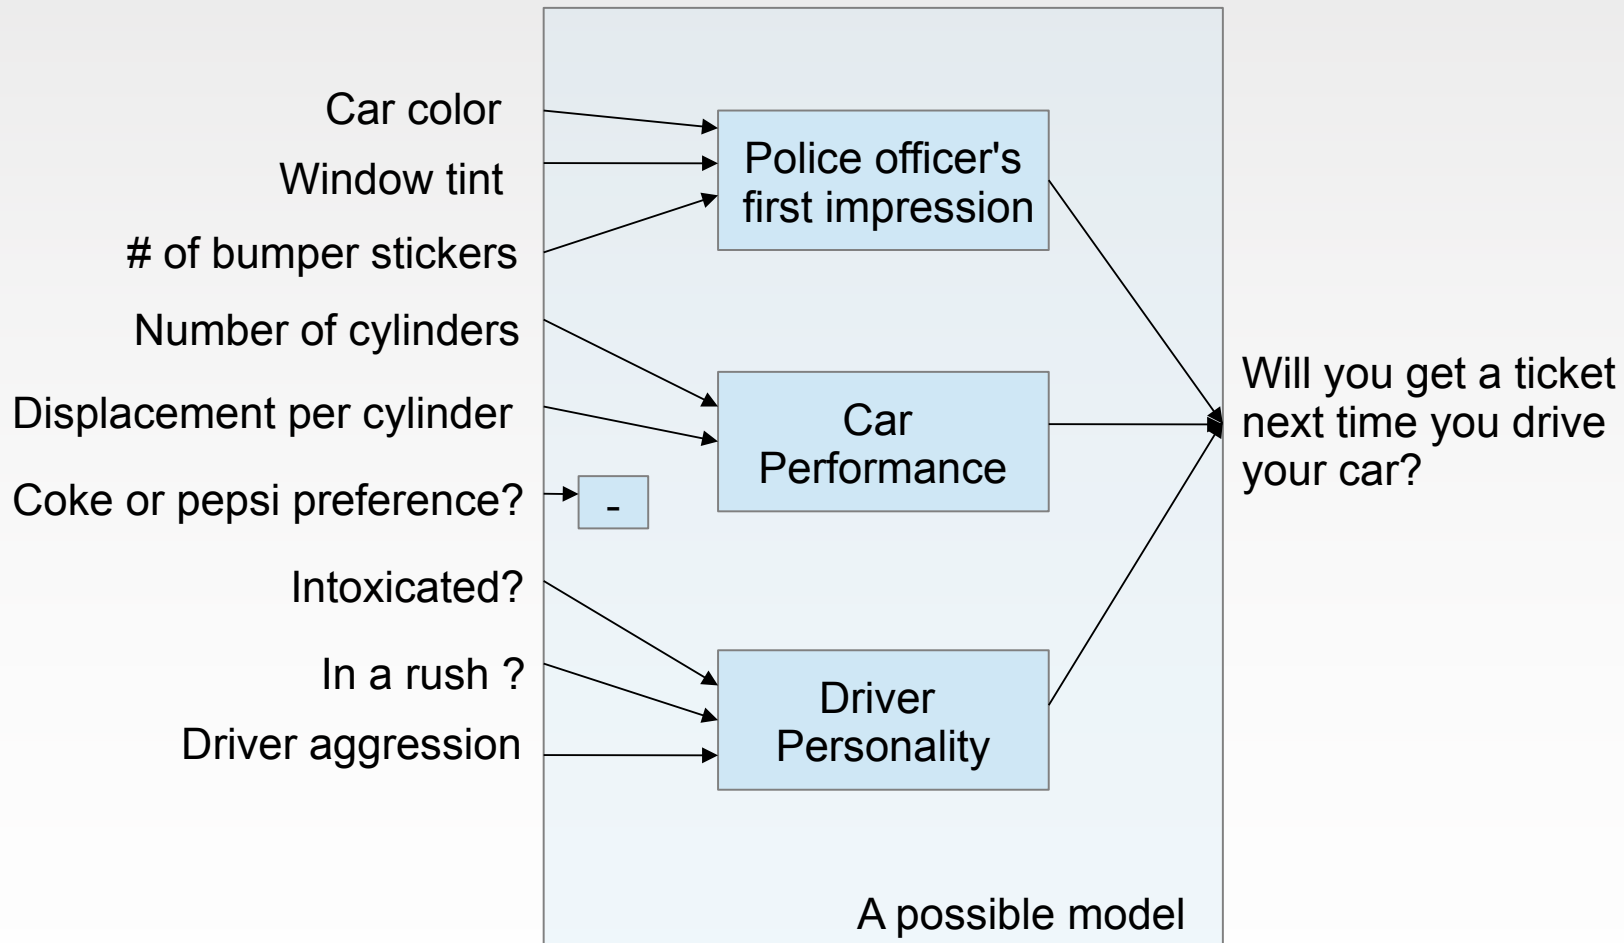 Car color
Window tint
# of bumper stickers
Number of cylinders
Displacement per cylinder
Coke or pepsi preference?
Intoxicated?
In a rush ?
Driver aggression
Police officer's
first impression
Car
Performance
-
Driver
Personality
Will you get a ticket
next time you drive
your car?
A possible model